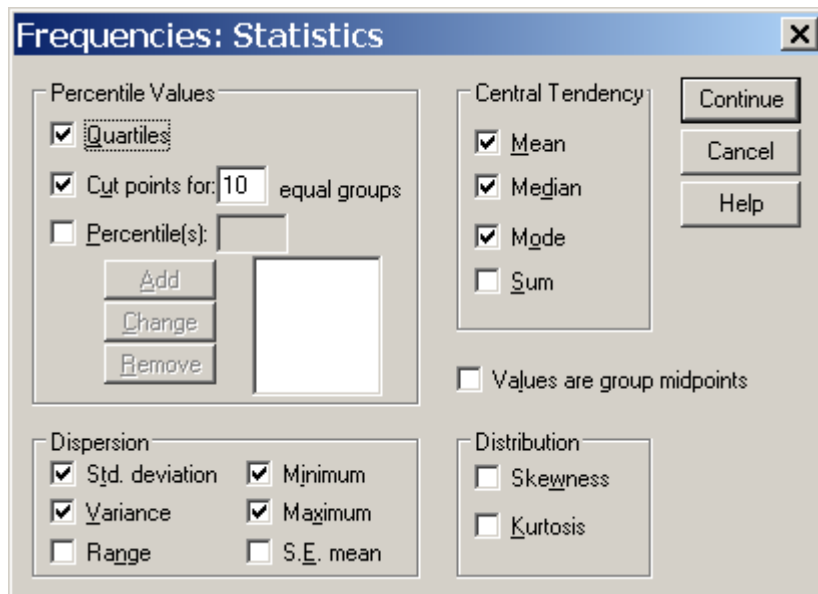 Frequencies: Statistics
Percentile Values
Quartiles
Cut points for: 10 equal groups
Percentile(s):
Add
Change
Remove
Central Tendency
Mean
Median
Mode
Sum
Continue
Cancel
Help
Values are group midpoints
Dispersion
Std. deviation Minimum
Variance Maximum
Range S.E. mean
Distribution
Skewness
Kurtosis